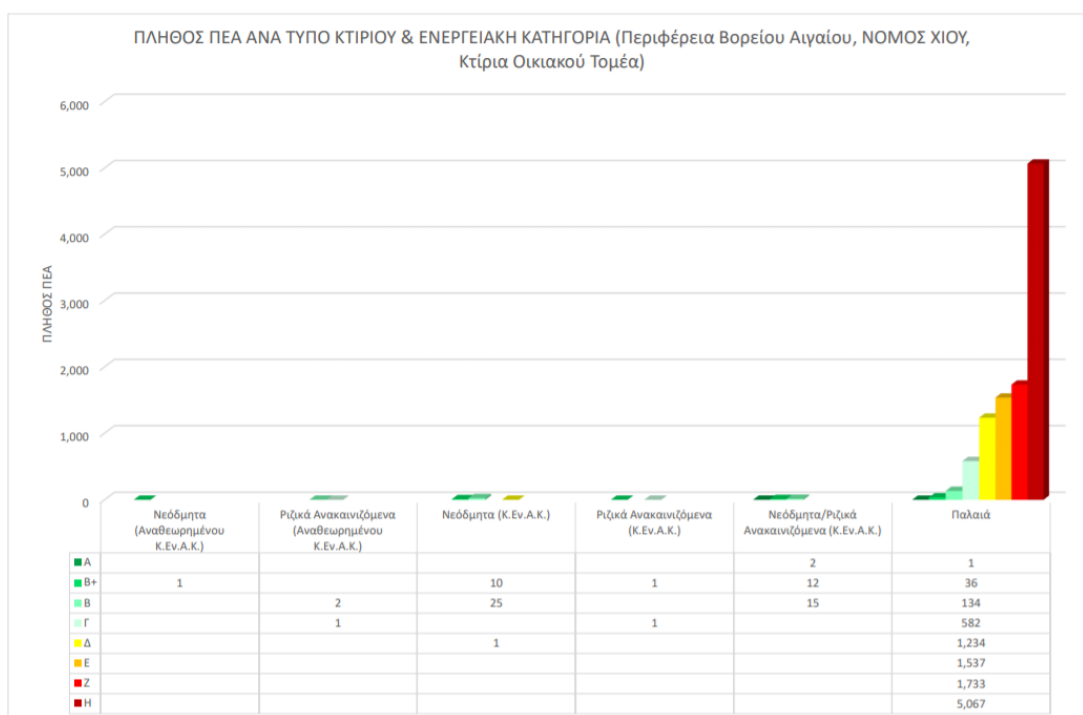 ΠΛΗΘΟΣ ΠΕΑ ΑΝΑ ΤΥΠΟ ΚΤΙΡΙΟΥ & ΕΝΕΡΓΕΙΑΚΗ ΚΑΤΗΓΟΡΙΑ (Περιφέρεια Βορείου Αιγαίου, ΝΟΜΟΣ ΧΙΟΥ,
Κτίρια Οικιακού Τομέα)
6,000
5,000
4,000
3,000
2,000
1,000
0
ΠΛΗΘΟΣ ΠΕΑ
Νεόδμητα
(Αναθεωρημένου
Κ.Εν.Α.Κ.)
Ριζικά Ανακαινιζόμενα
(Αναθεωρημένου
Κ.Εν.Α.Κ.)
Νεόδμητα (Κ.Εν.Α.Κ.)
Ριζικά Ανακαινιζόμενα
(Κ.Εν.Α.Κ.)
Νεόδμητα/Ριζικά
Ανακαινιζόμενα (Κ.Εν.Α.Κ.)
Παλαιά
Α 2 1
Β+ 1 10 1 12 36
Β 2 25 15 134
Γ 1 1 582
Δ 1 1,234
Ε 1,537
Ζ 1,733
Η 5,067